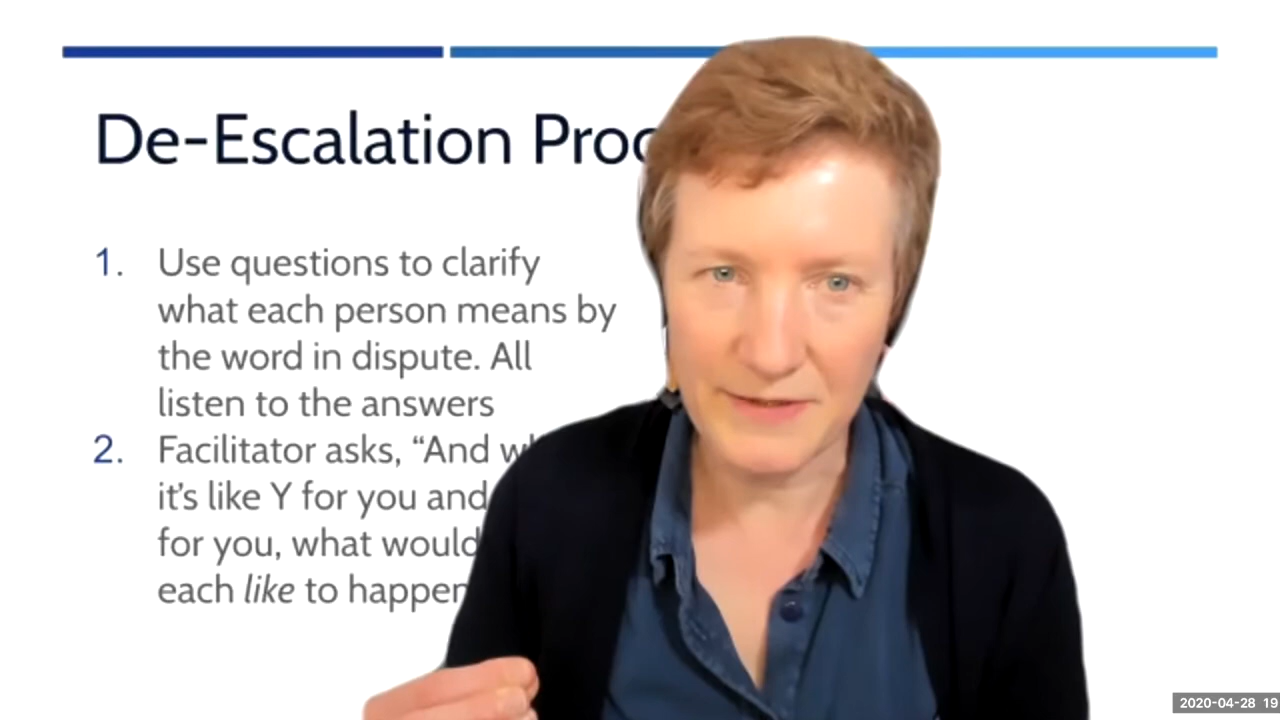 De-Escalation
1. Use questions to clarify
what each person means by
the word in dispute. All
listen to the answers
2. Facilitator asks, “And
it’s like Y for you and
for you, what would
each like to happen
2020-04-28 19